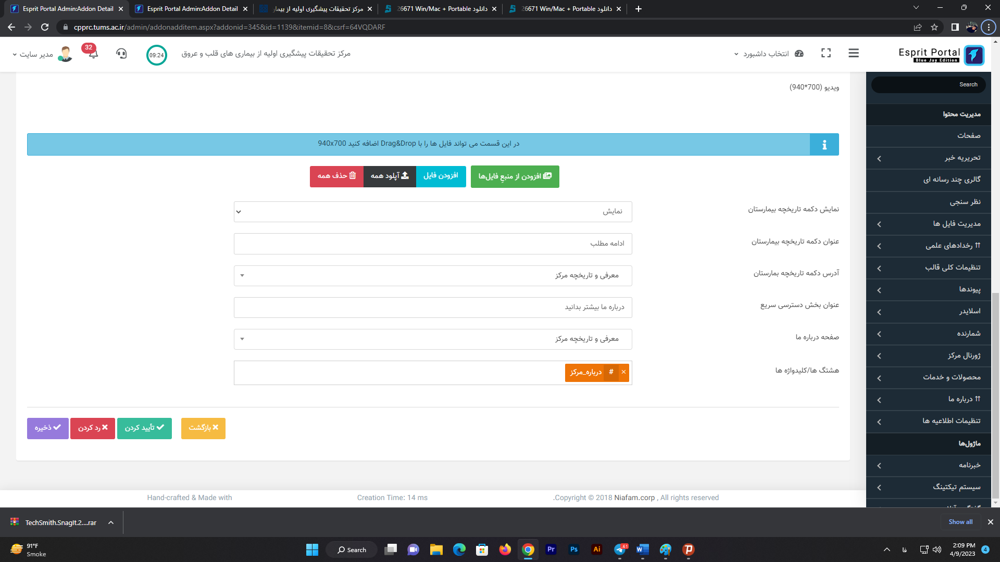 Esprit Portal Admin:Addon Detail
Esprit Portal Admin:Addon Detail
مرکز تحقیقات پیشگیری اولیه از بیمار
دانلود 26671 Win/Mac + Portable
دانلود 26671 Win/Mac + Portable
cpprc.tums.ac.ir/admin/addonadditem.aspx?addonid=345&id=1139&itemid=8&csrf=64VQDARF
Esprit Portal
Blue Jay Edition
انتخاب داشبورد
مرکز تحقیقات پیشگیری اولیه از بیماری های قلب و عروق
09:24
32
مدیر سایت
Search
مدیریت محتوا
صفحات
تحریریه خبر
گالری چند رسانه ای
نظر سنجی
مدیریت فایل ها
⇈ رخدادهای علمی
تنظیمات کلی قالب
پیوندها
اسلایدر
شمارنده
ژورنال مرکز
محصولات و خدمات
⇈ درباره ما
تنظیمات اطلاعیه ها
ماژول‌ها
خبرنامه
سیستم تیکتینگ
ویدیو (700*940)
در این قسمت می تواند فایل ها را با Drag&Drop اضافه کنید 940x700
افزودن از منبع فایل‌ها
افزودن فایل
آپلود همه
حذف همه
نمایش دکمه تاریخچه بیمارستان
نمایش
عنوان دکمه تاریخچه بیمارستان
ادامه مطلب
آدرس دکمه تاریخچه بمارستان
معرفی و تاریخچه مرکز
عنوان بخش دسترسی سریع
درباره ما بیشتر بدانید
صفحه درباره ما
معرفی و تاریخچه مرکز
هشتگ ها/کلیدواژه ها
× # درباره_مرکز
بازگشت
تأیید کردن
رد کردن
ذخیره
Hand-crafted & Made with
Creation Time: 14 ms
.Copyright © 2018 Niafam.corp , All rights reserved
TechSmith.SnagIt.2....rar
Show all
91°F
Smoke
Search
Pr
Ps
Ai
61
فا
2:09 PM
4/9/2023
4